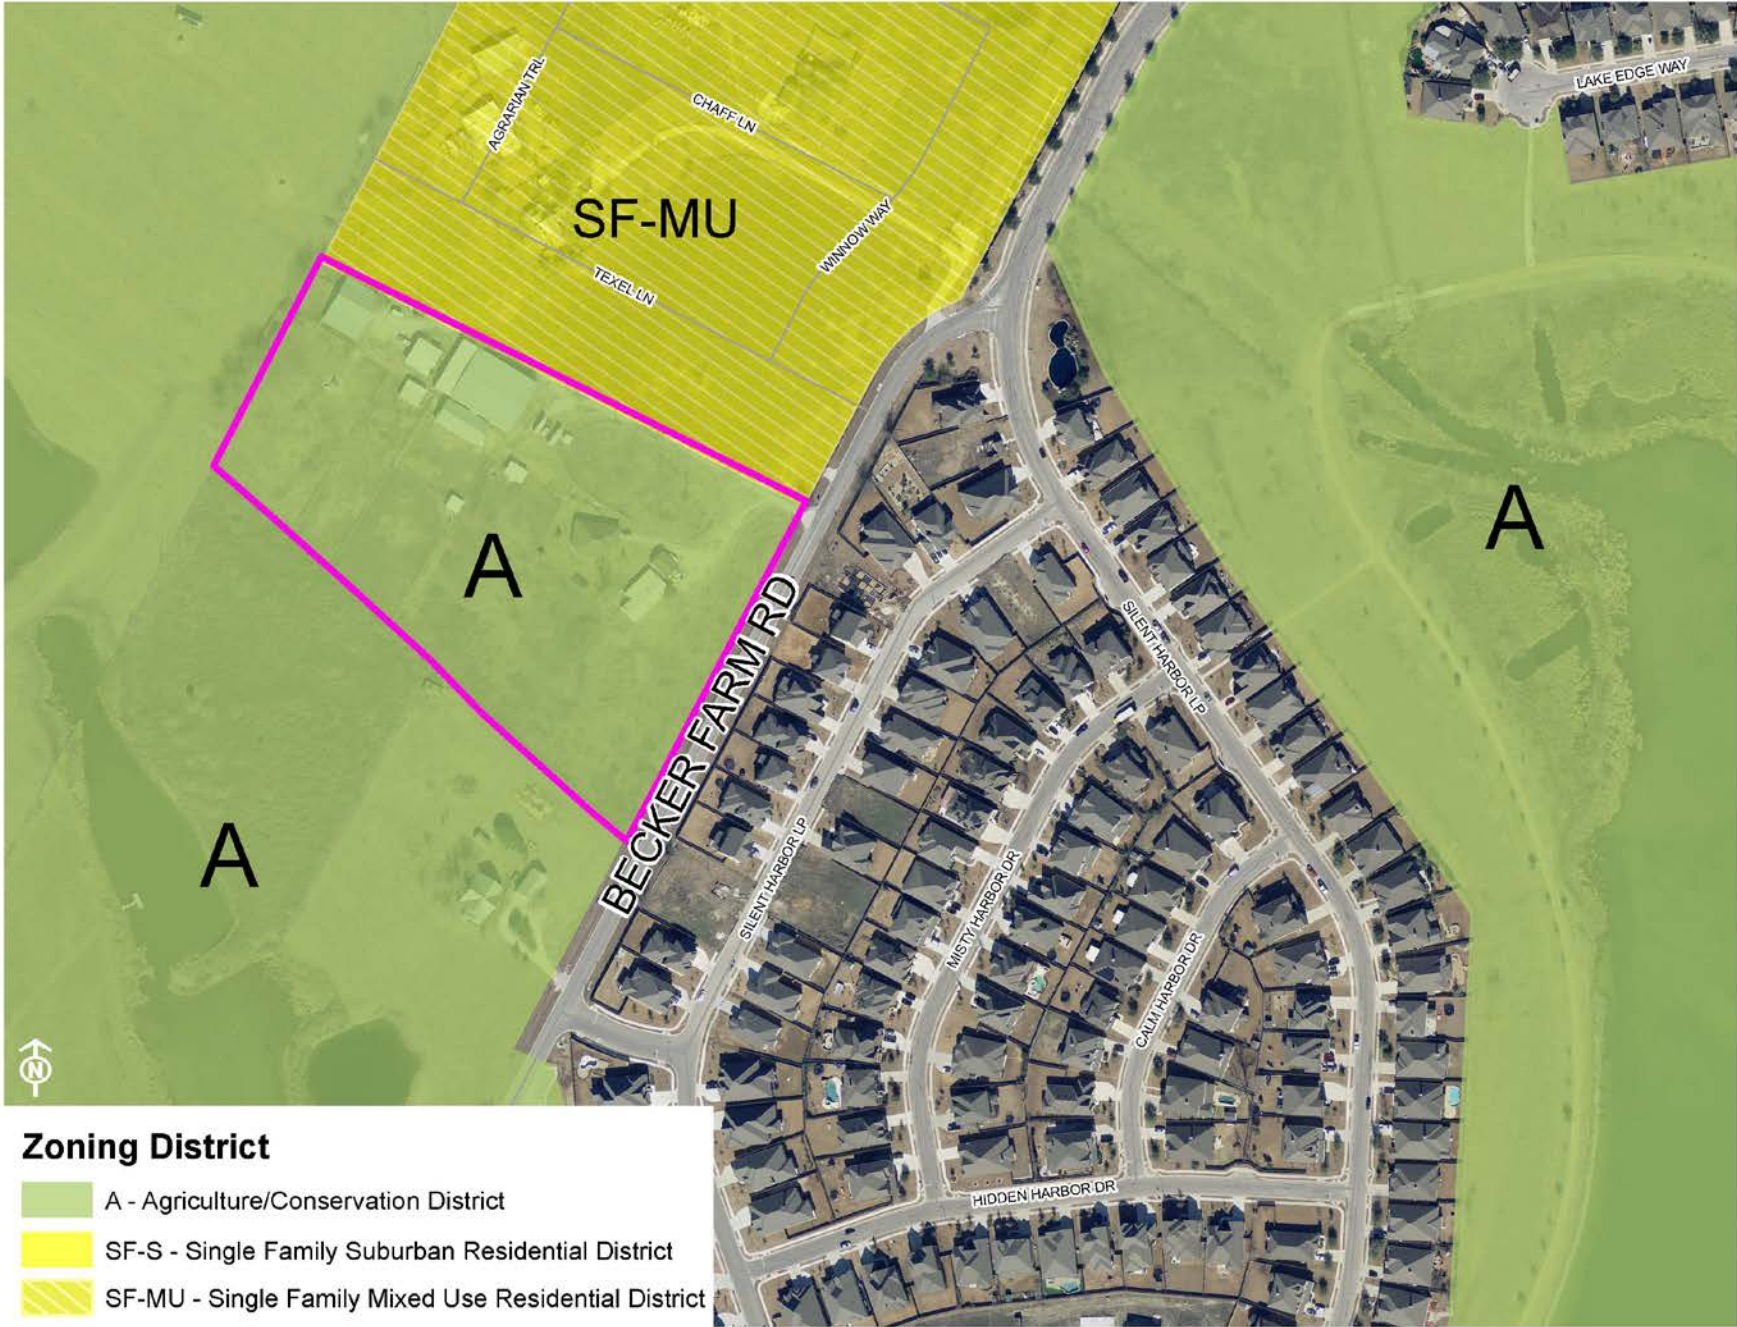 LAKE EDGE WAY
AGRARIAN TRL
CHAFF LN
SF-MU
WINNOW WAY
TEXEL LN
A
A
SILENT HARBOR LP
BECKER FARM RD
A
SILENT HARBOR LP
MISTY HARBOR DR
CALM HARBOR DR
HIDDEN HARBOR DR
N
Zoning District
A - Agriculture/Conservation District
SF-S - Single Family Suburban Residential District
SF-MU - Single Family Mixed Use Residential District